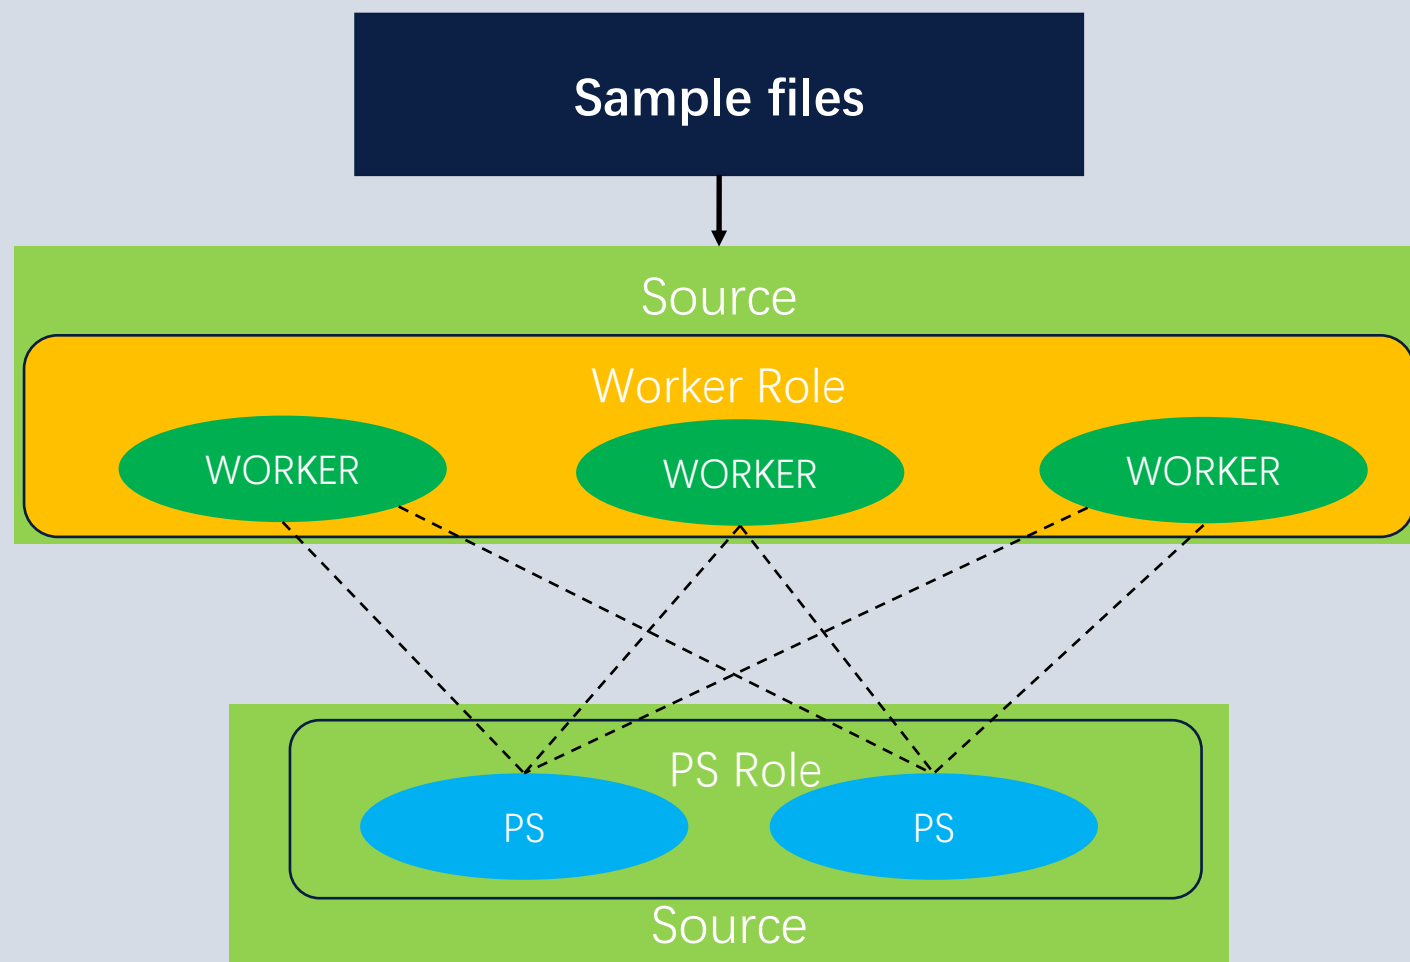 Sample files
Source
Worker Role
WORKER
WORKER
WORKER
PS Role
PS
PS
Source